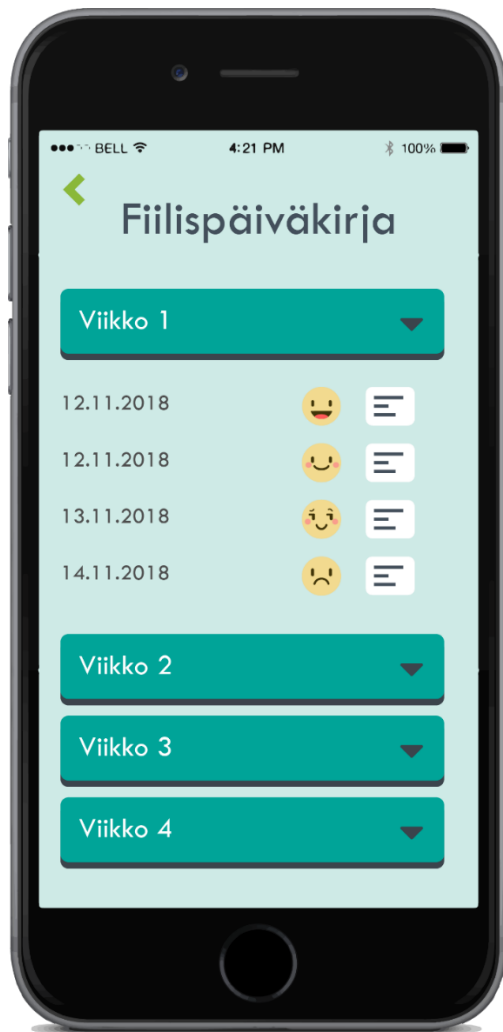 BELL 4:21 PM 100%
Fiilispäiväkirja
Viikko 1
12.11.2018
12.11.2018
13.11.2018
14.11.2018
Viikko 2
Viikko 3
Viikko 4